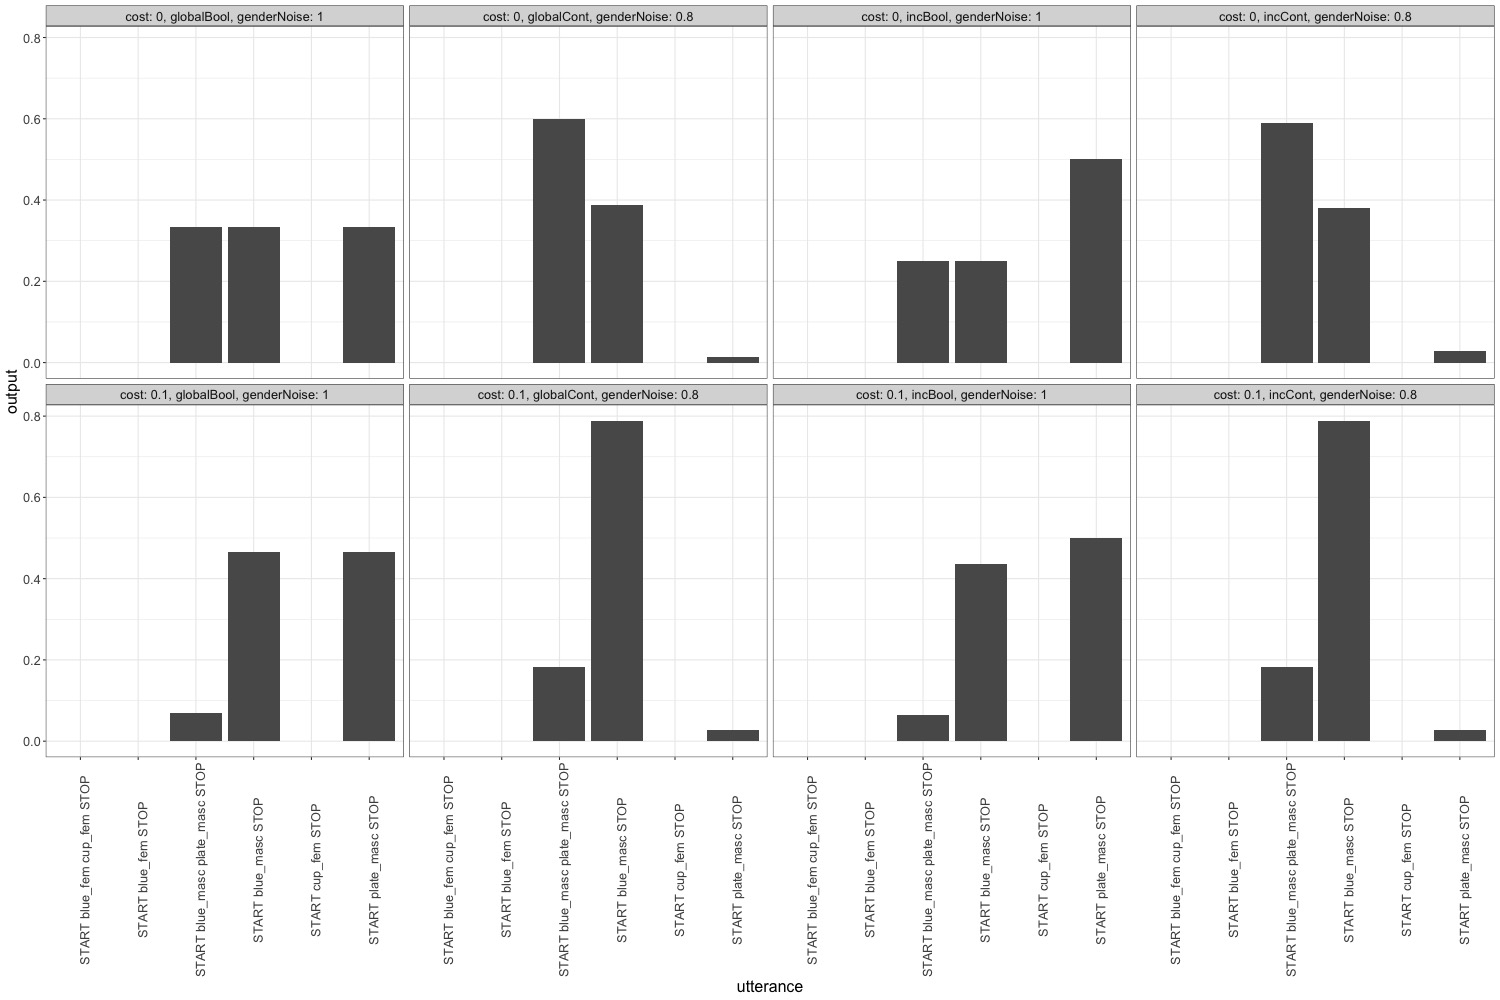 cost: 0, globalBool, genderNoise: 1
cost: 0, globalCont, genderNoise: 0.8
cost: 0, incBool, genderNoise: 1
cost: 0, incCont, genderNoise: 0.8
0.8
0.6
0.4
0.2
0.0
output
cost: 0.1, globalBool, genderNoise: 1
cost: 0.1, globalCont, genderNoise: 0.8
cost: 0.1, incBool, genderNoise: 1
cost: 0.1, incCont, genderNoise: 0.8
0.8
0.6
0.4
0.2
0.0
START blue_fem cup_fem STOP
START blue_fem STOP
START blue_masc plate_masc STOP
START blue_masc STOP
START cup_fem STOP
START plate_masc STOP
START blue_fem cup_fem STOP
START blue_fem STOP
START blue_masc plate_masc STOP
START blue_masc STOP
START cup_fem STOP
START plate_masc STOP
START blue_fem cup_fem STOP
START blue_fem STOP
START blue_masc plate_masc STOP
START blue_masc STOP
START cup_fem STOP
START plate_masc STOP
START blue_fem cup_fem STOP
START blue_fem STOP
START blue_masc plate_masc STOP
START blue_masc STOP
START cup_fem STOP
START plate_masc STOP
utterance